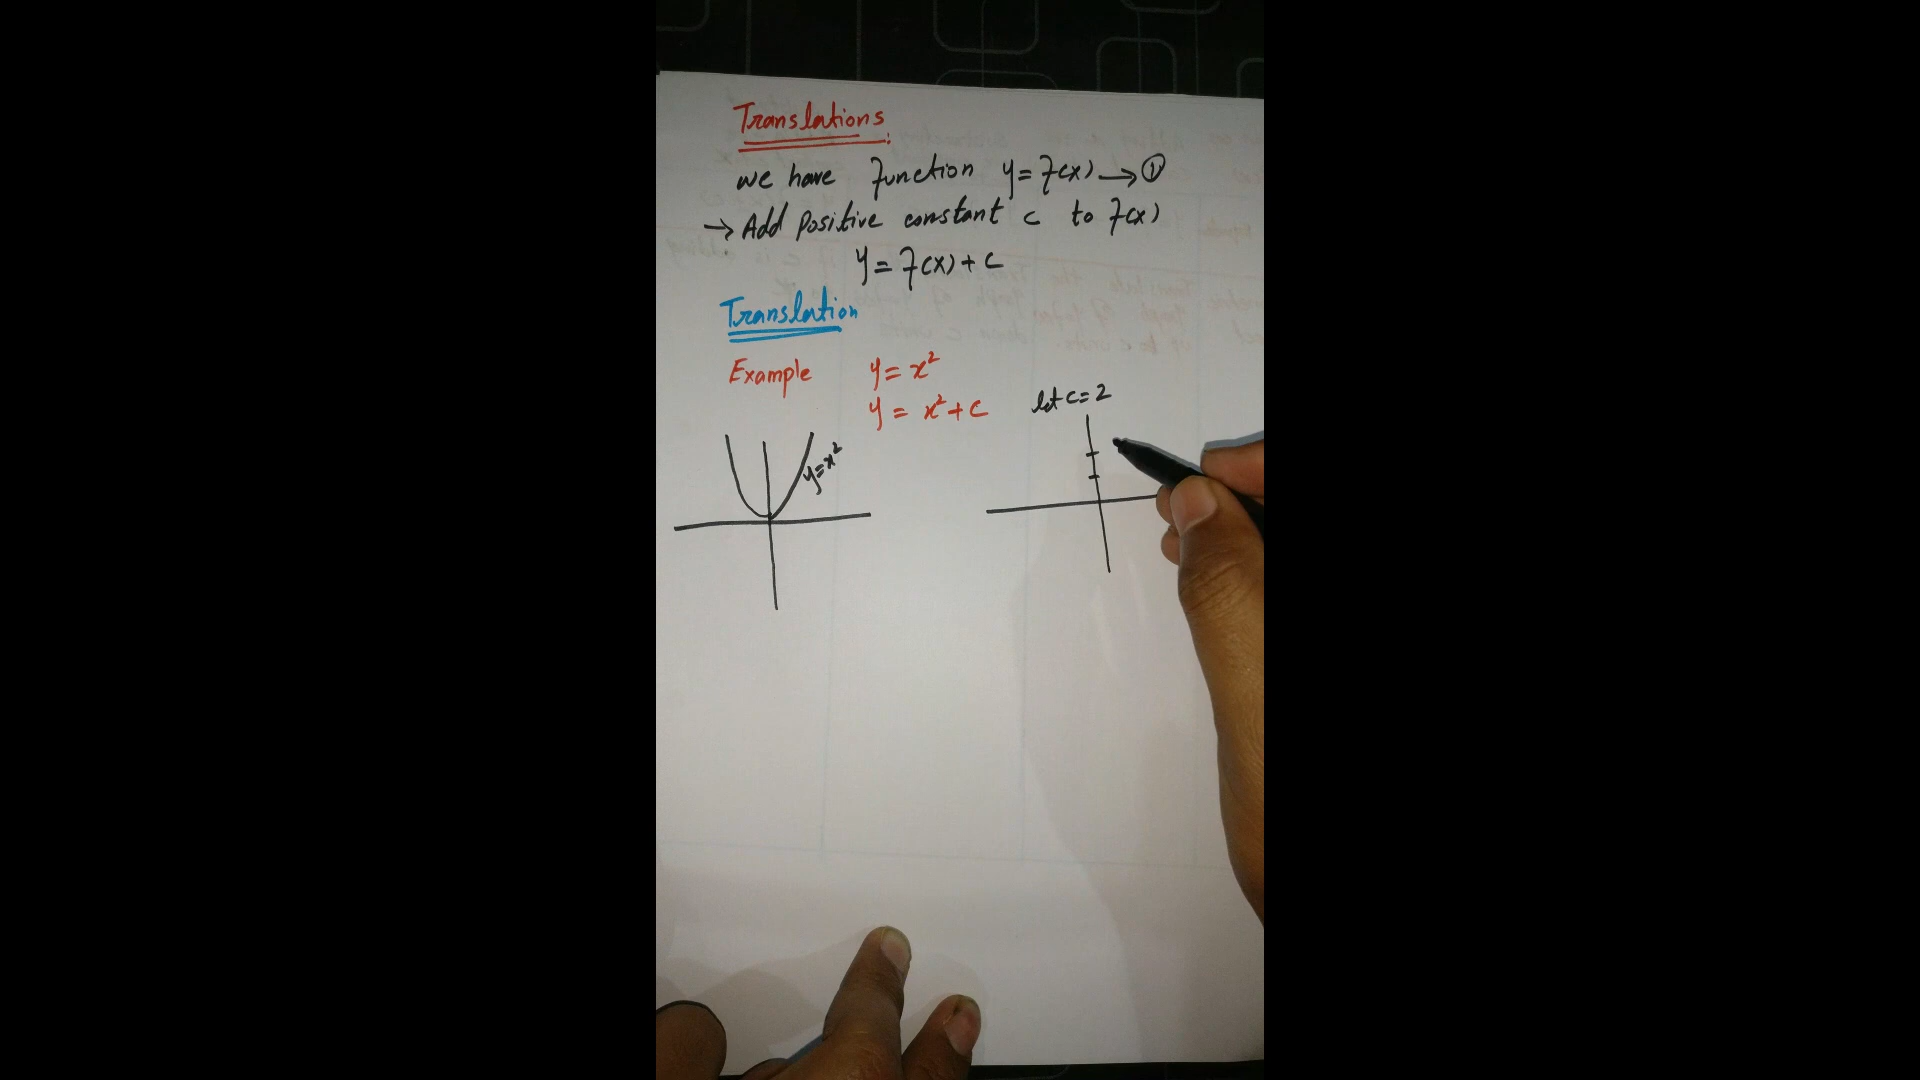 Translations:
we have function y = f(x) → ①
→ Add positive constant c to f(x)
y = f(x) + c
Translation
Example y = x²
y = x² + c
let c = 2
y = x²